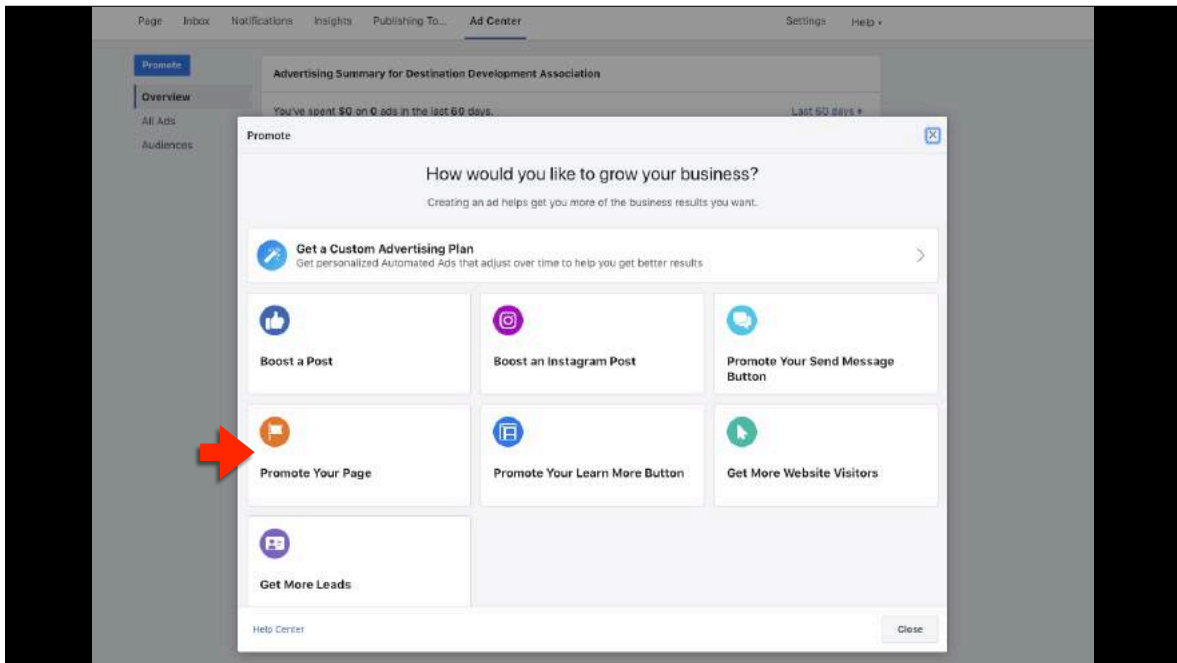 Page Inbox Notifications Insights Publishing To... Ad Center Settings Help
Promote
Advertising Summary for Destination Development Association
Overview
You've spent $0 on 0 ads in the last 60 days. Last 60 days
All Ads
Audiences
Promote
How would you like to grow your business?
Creating an ad helps get you more of the business results you want.
Get a Custom Advertising Plan
Get personalized Automated Ads that adjust over time to help you get better results
Boost a Post
Boost an Instagram Post
Promote Your Send Message
Button
Promote Your Page
Promote Your Learn More Button
Get More Website Visitors
Get More Leads
Help Center
Close